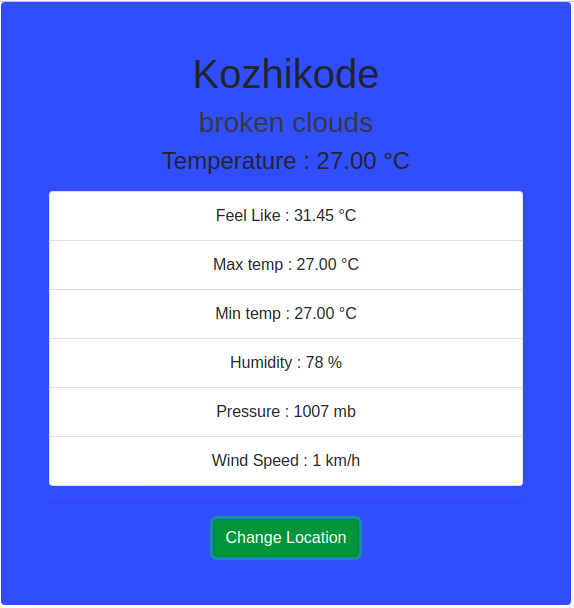 Kozhikode
broken clouds
Temperature : 27.00 °C
Feel Like : 31.45 °C
Max temp : 27.00 °C
Min temp : 27.00 °C
Humidity : 78 %
Pressure : 1007 mb
Wind Speed : 1 km/h
Change Location